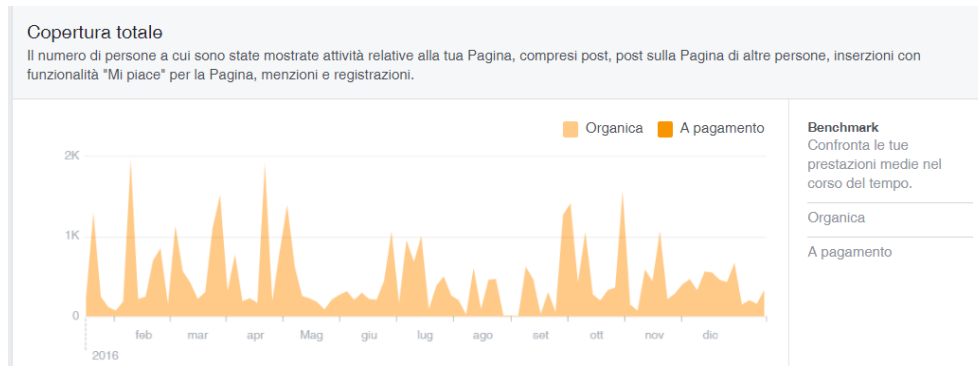 Copertura totale
Il numero di persone a cui sono state mostrate attività relative alla tua Pagina, compresi post, post sulla Pagina di altre persone, inserzioni con
funzionalità "Mi piace" per la Pagina, menzioni e registrazioni.
Organica A pagamento
2K
1K
0
feb mar apr Mag giu lug ago set ott nov dic
2016
Benchmark
Confronta le tue
prestazioni medie nel
corso del tempo.
Organica
A pagamento